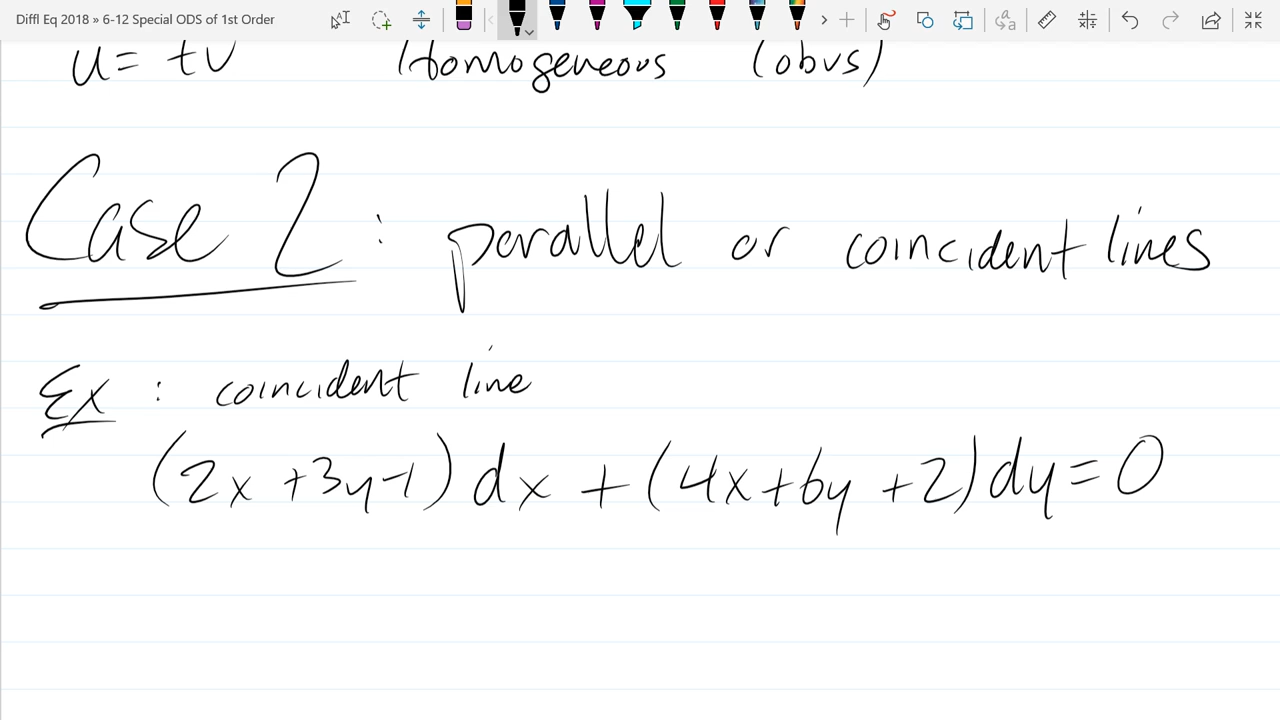 Diffl Eq 2018 » 6-12 Special ODS of 1st Order
u = tv Homogeneous (obvs)
Case 2 : parallel or coincident lines
Ex : coincident line
(2x +3y-1) dx + (4x+6y +2) dy = 0